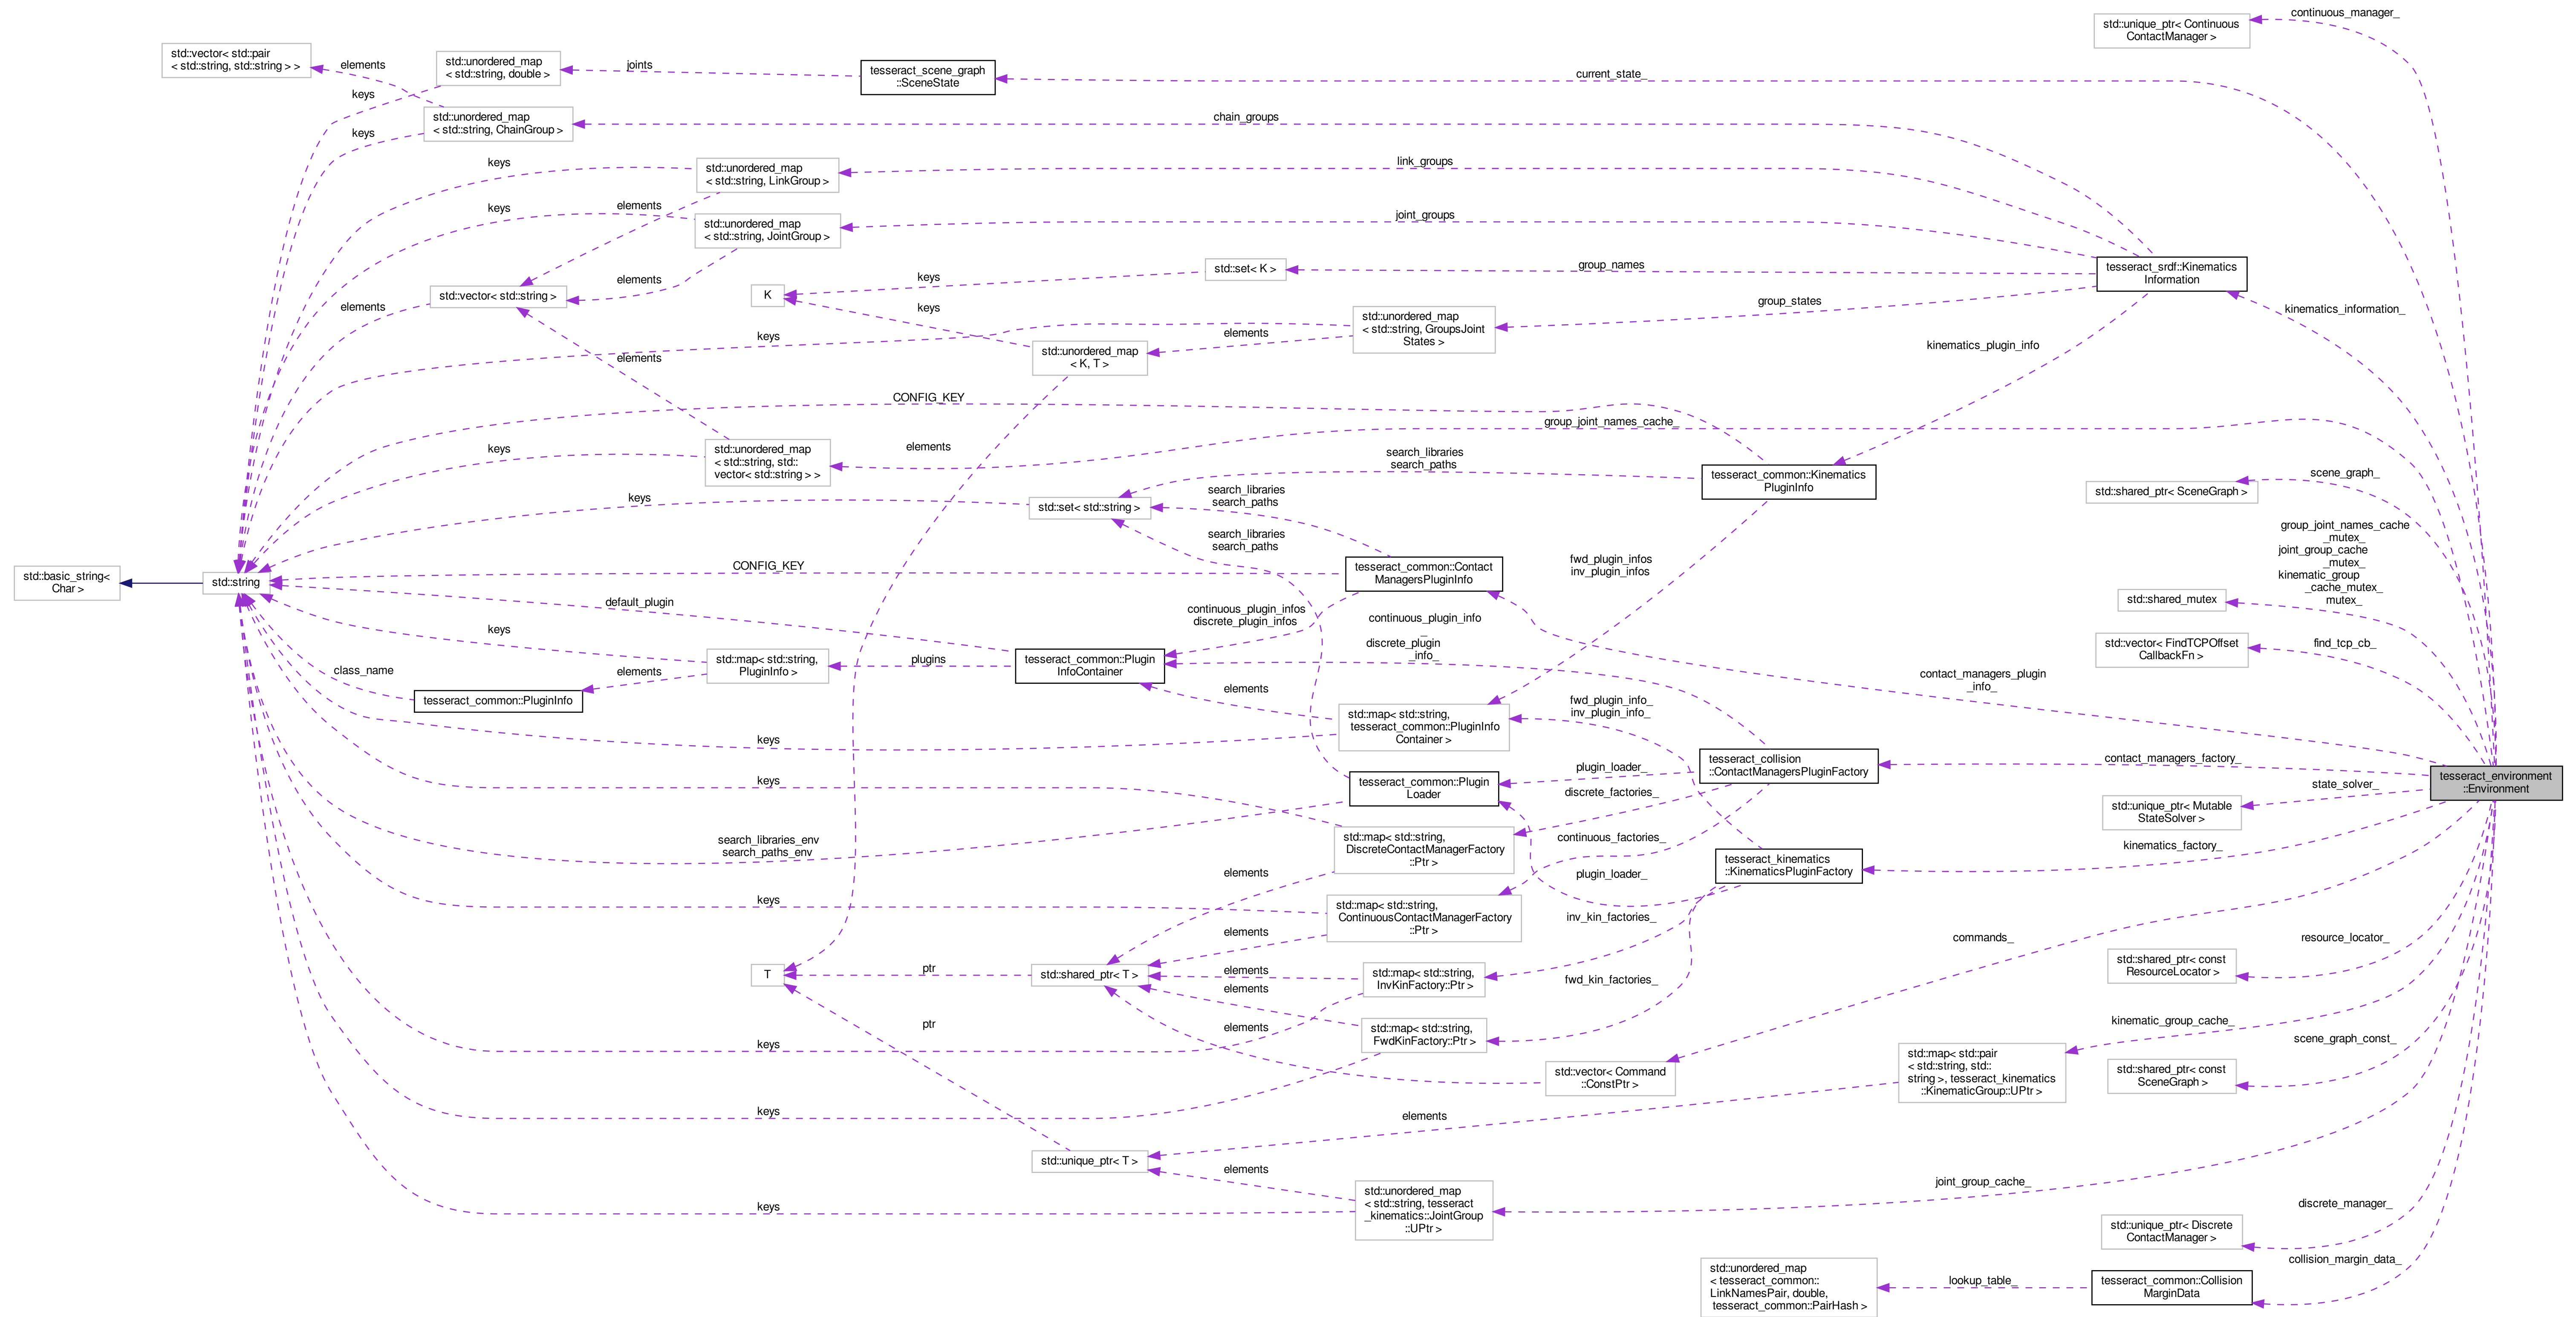 continuous_manager_
std::unique_ptr< Continuous
ContactManager >
std::vector< std::pair
< std::string, std::string > >
elements
std::unordered_map
< std::string, double >
joints
tesseract_scene_graph
::SceneState
current_state_
keys
std::unordered_map
< std::string, ChainGroup >
chain_groups
keys
keys
std::unordered_map
< std::string, LinkGroup >
link_groups
elements
keys
std::unordered_map
< std::string, JointGroup >
joint_groups
elements
keys
std::set< K >
group_names
tesseract_srdf::Kinematics
Information
std::vector< std::string >
K
elements
keys
group_states
kinematics_information_
std::unordered_map
< std::string, GroupsJoint
States >
keys
elements
std::unordered_map
< K, T >
elements
kinematics_plugin_info
CONFIG_KEY
group_joint_names_cache_
keys
std::unordered_map
< std::string, std::
vector< std::string > >
elements
search_libraries
search_paths
tesseract_common::Kinematics
PluginInfo
scene_graph_
std::shared_ptr< SceneGraph >
keys
std::set< std::string >
search_libraries
search_paths
search_libraries
search_paths
group_joint_names_cache
_mutex_
joint_group_cache
_mutex_
kinematic_group
_cache_mutex_
mutex_
std::shared_mutex
fwd_plugin_infos
inv_plugin_infos
CONFIG_KEY
tesseract_common::Contact
ManagersPluginInfo
std::basic_string<
Char >
std::string
default_plugin
continuous_plugin_infos
discrete_plugin_infos
continuous_plugin_info
_
discrete_plugin
_info_
keys
std::map< std::string,
PluginInfo >
plugins
tesseract_common::Plugin
InfoContainer
std::vector< FindTCPOffset
CallbackFn >
find_tcp_cb_
class_name
elements
tesseract_common::PluginInfo
elements
contact_managers_plugin
_info_
fwd_plugin_info_
inv_plugin_info_
std::map< std::string,
tesseract_common::PluginInfo
Container >
keys
tesseract_collision
::ContactManagersPluginFactory
contact_managers_factory_
tesseract_environment
::Environment
keys
tesseract_common::Plugin
Loader
plugin_loader_
discrete_factories_
state_solver_
std::unique_ptr< Mutable
StateSolver >
search_libraries_env
search_paths_env
std::map< std::string,
DiscreteContactManagerFactory
::Ptr >
continuous_factories_
kinematics_factory_
tesseract_kinematics
::KinematicsPluginFactory
elements
plugin_loader_
keys
std::map< std::string,
ContinuousContactManagerFactory
::Ptr >
inv_kin_factories_
elements
commands_
resource_locator_
std::shared_ptr< const
ResourceLocator >
T
ptr
std::shared_ptr< T >
elements
std::map< std::string,
InvKinFactory::Ptr >
fwd_kin_factories_
elements
kinematic_group_cache_
ptr
elements
std::map< std::string,
FwdKinFactory::Ptr >
scene_graph_const_
keys
std::vector< Command
::ConstPtr >
std::map< std::pair
< std::string, std::
string >, tesseract_kinematics
::KinematicGroup::UPtr >
std::shared_ptr< const
SceneGraph >
keys
elements
std::unique_ptr< T >
elements
joint_group_cache_
keys
std::unordered_map
< std::string, tesseract
_kinematics::JointGroup
::UPtr >
discrete_manager_
std::unique_ptr< Discrete
ContactManager >
collision_margin_data_
std::unordered_map
< tesseract_common::
LinkNamesPair, double,
tesseract_common::PairHash >
lookup_table_
tesseract_common::Collision
MarginData